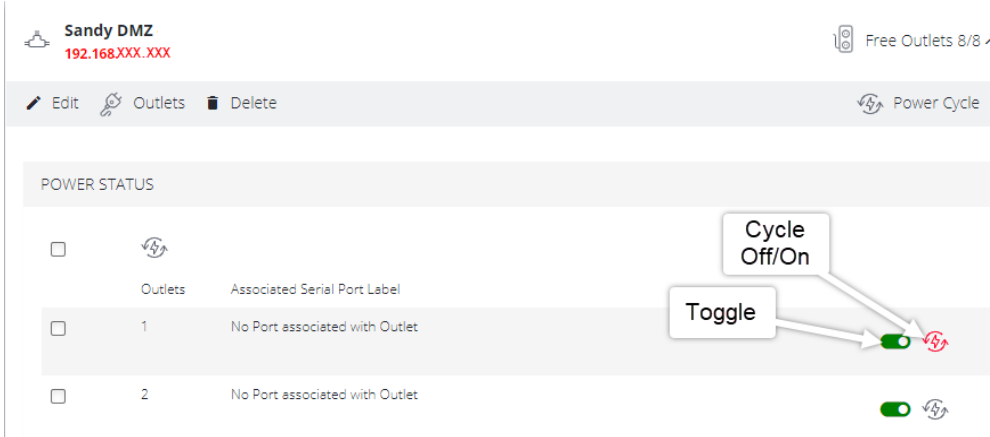 Sandy DMZ
192.168.XXX.XXX
Free Outlets 8/8
Edit Outlets Delete
Power Cycle
POWER STATUS
Cycle
Off/On
Outlets Associated Serial Port Label
Toggle
1 No Port associated with Outlet
2 No Port associated with Outlet